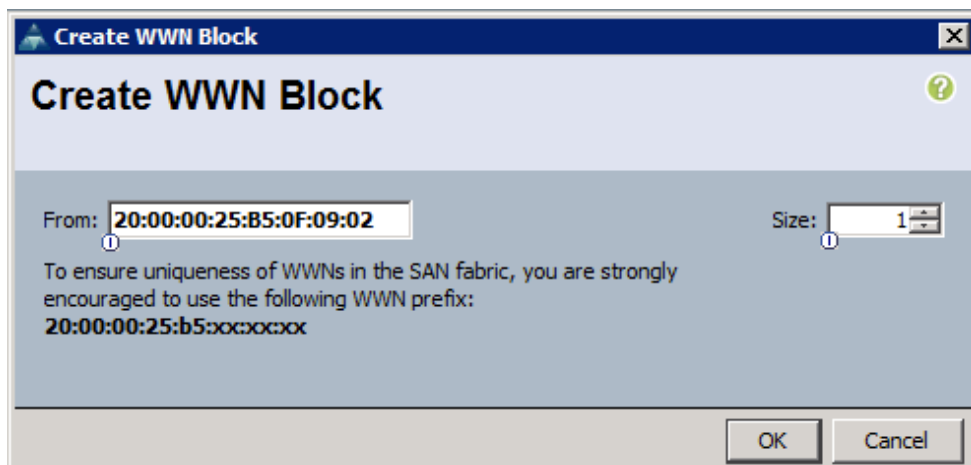 Create WWN Block
Create WWN Block
From: 20:00:00:25:B5:0F:09:02 Size: 1
To ensure uniqueness of WWNs in the SAN fabric, you are strongly
encouraged to use the following WWN prefix:
20:00:00:25:b5:xx:xx:xx
OK Cancel